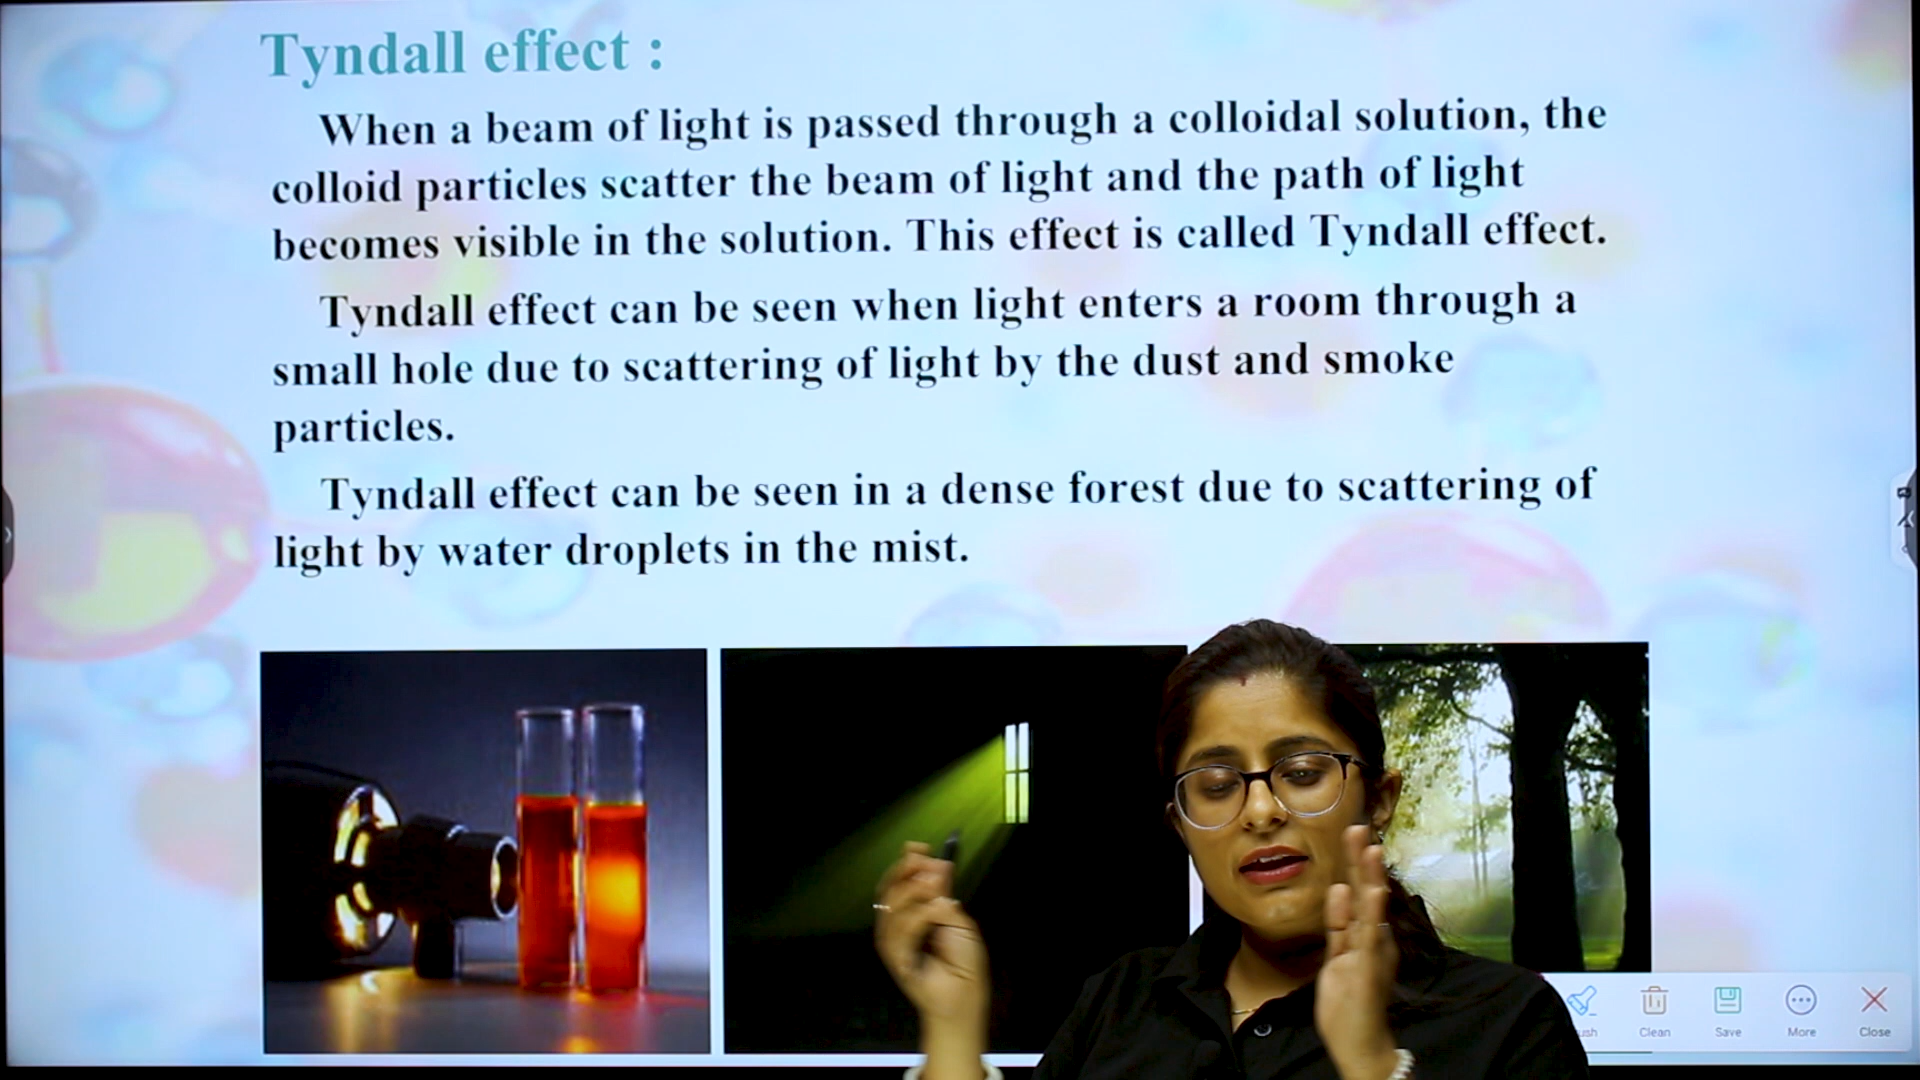 Tyndall effect :
When a beam of light is passed through a colloidal solution, the
colloid particles scatter the beam of light and the path of light
becomes visible in the solution. This effect is called Tyndall effect.
Tyndall effect can be seen when light enters a room through a
small hole due to scattering of light by the dust and smoke
particles.
Tyndall effect can be seen in a dense forest due to scattering of
light by water droplets in the mist.
Clean Save More Close